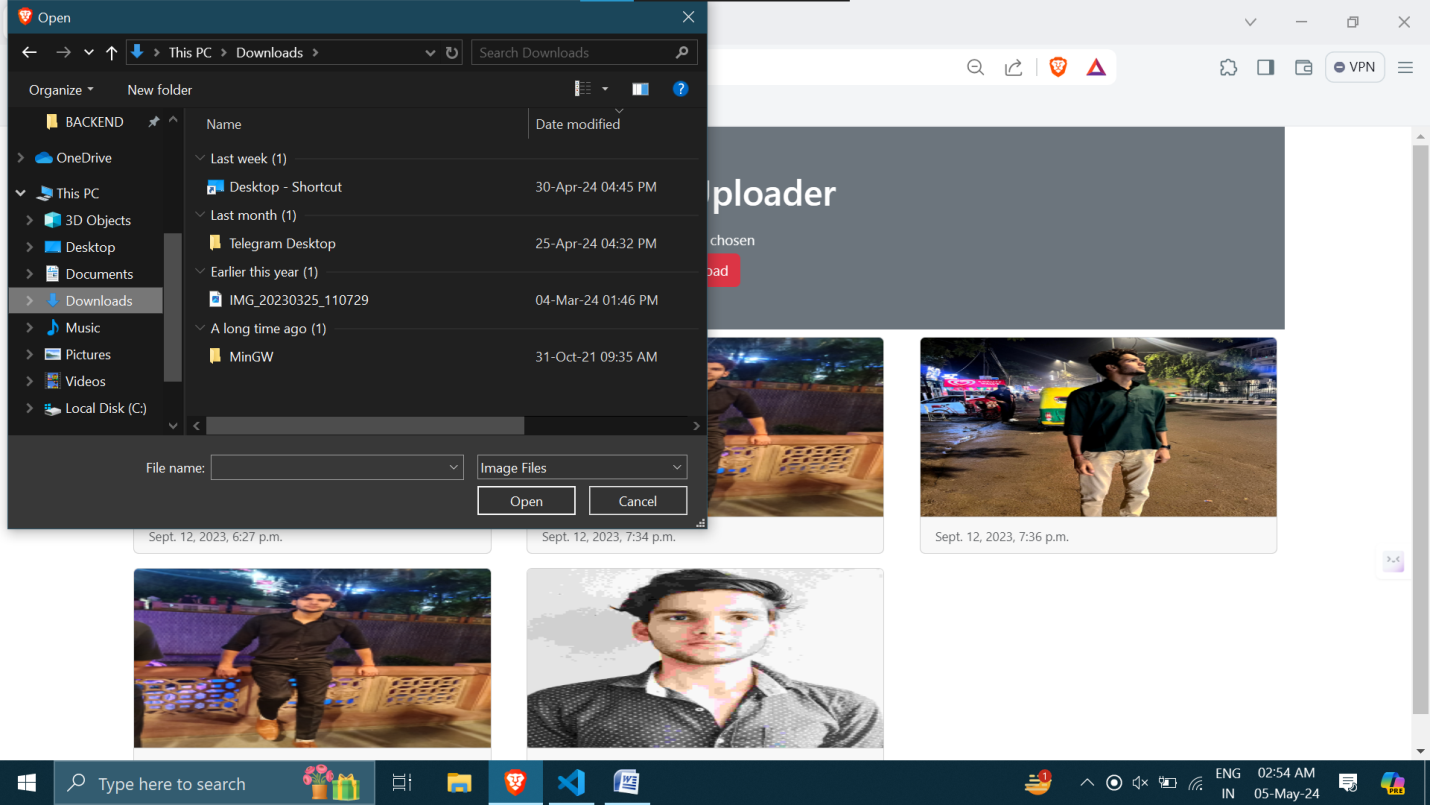 Open
This PC
Downloads
Search Downloads
Organize
New folder
BACKEND
OneDrive
This PC
3D Objects
Desktop
Documents
Downloads
Music
Pictures
Videos
Local Disk (C:)
Name
Date modified
Last week (1)
Desktop - Shortcut 30-Apr-24 04:45 PM
Last month (1)
Telegram Desktop 25-Apr-24 04:32 PM
Earlier this year (1)
IMG_20230325_110729 04-Mar-24 01:46 PM
A long time ago (1)
MinGW 31-Oct-21 09:35 AM
File name:
Image Files
Open
Cancel
VPN
Uploader
chosen
oad
Sept. 12, 2023, 6:27 p.m.
Sept. 12, 2023, 7:34 p.m.
Sept. 12, 2023, 7:36 p.m.
Type here to search
1
ENG
IN
02:54 AM
05-May-24
PRE